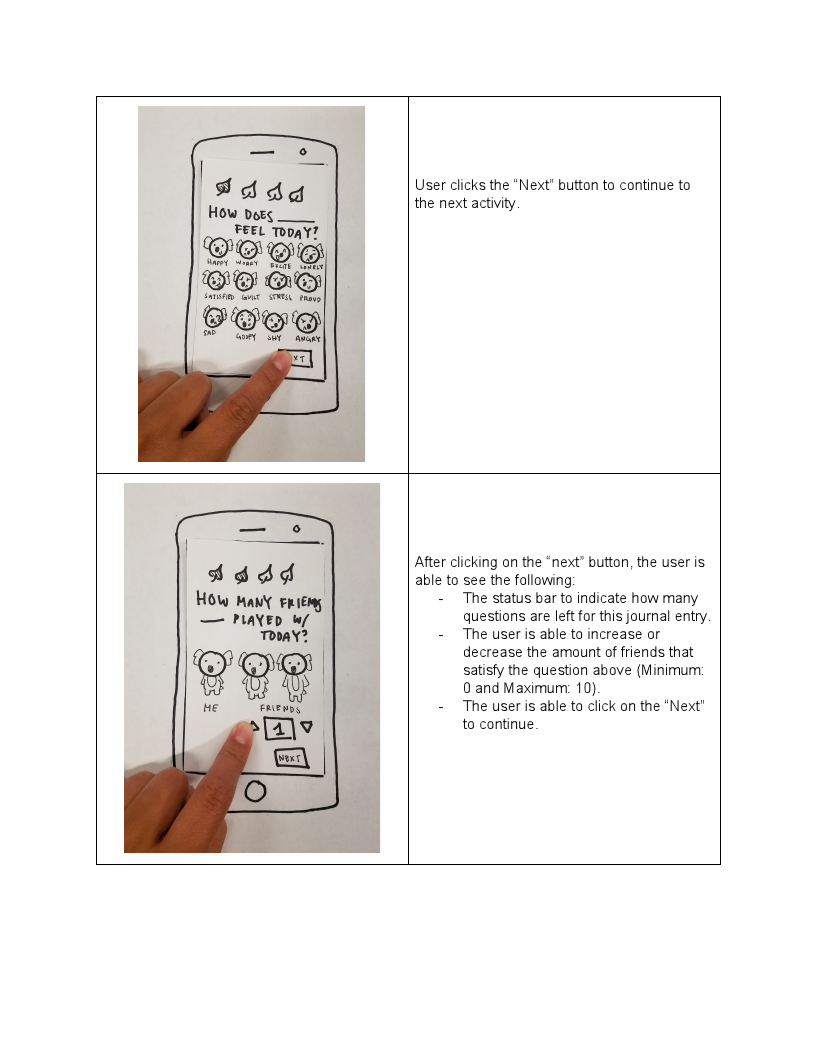 HOW DOES ____
FEEL TODAY?
HAPPY WORRY EXCITE LONELY
SATISFIED GUILT STRESS PROUD
SAD GOOFY SHY ANGRY
XT
User clicks the “Next” button to continue to
the next activity.
HOW MANY FRIENDS
___ PLAYED W/
TODAY?
ME FRIENDS
1
NEXT
After clicking on the “next” button, the user is
able to see the following:
- The status bar to indicate how many
questions are left for this journal entry.
- The user is able to increase or
decrease the amount of friends that
satisfy the question above (Minimum:
0 and Maximum: 10).
- The user is able to click on the “Next”
to continue.